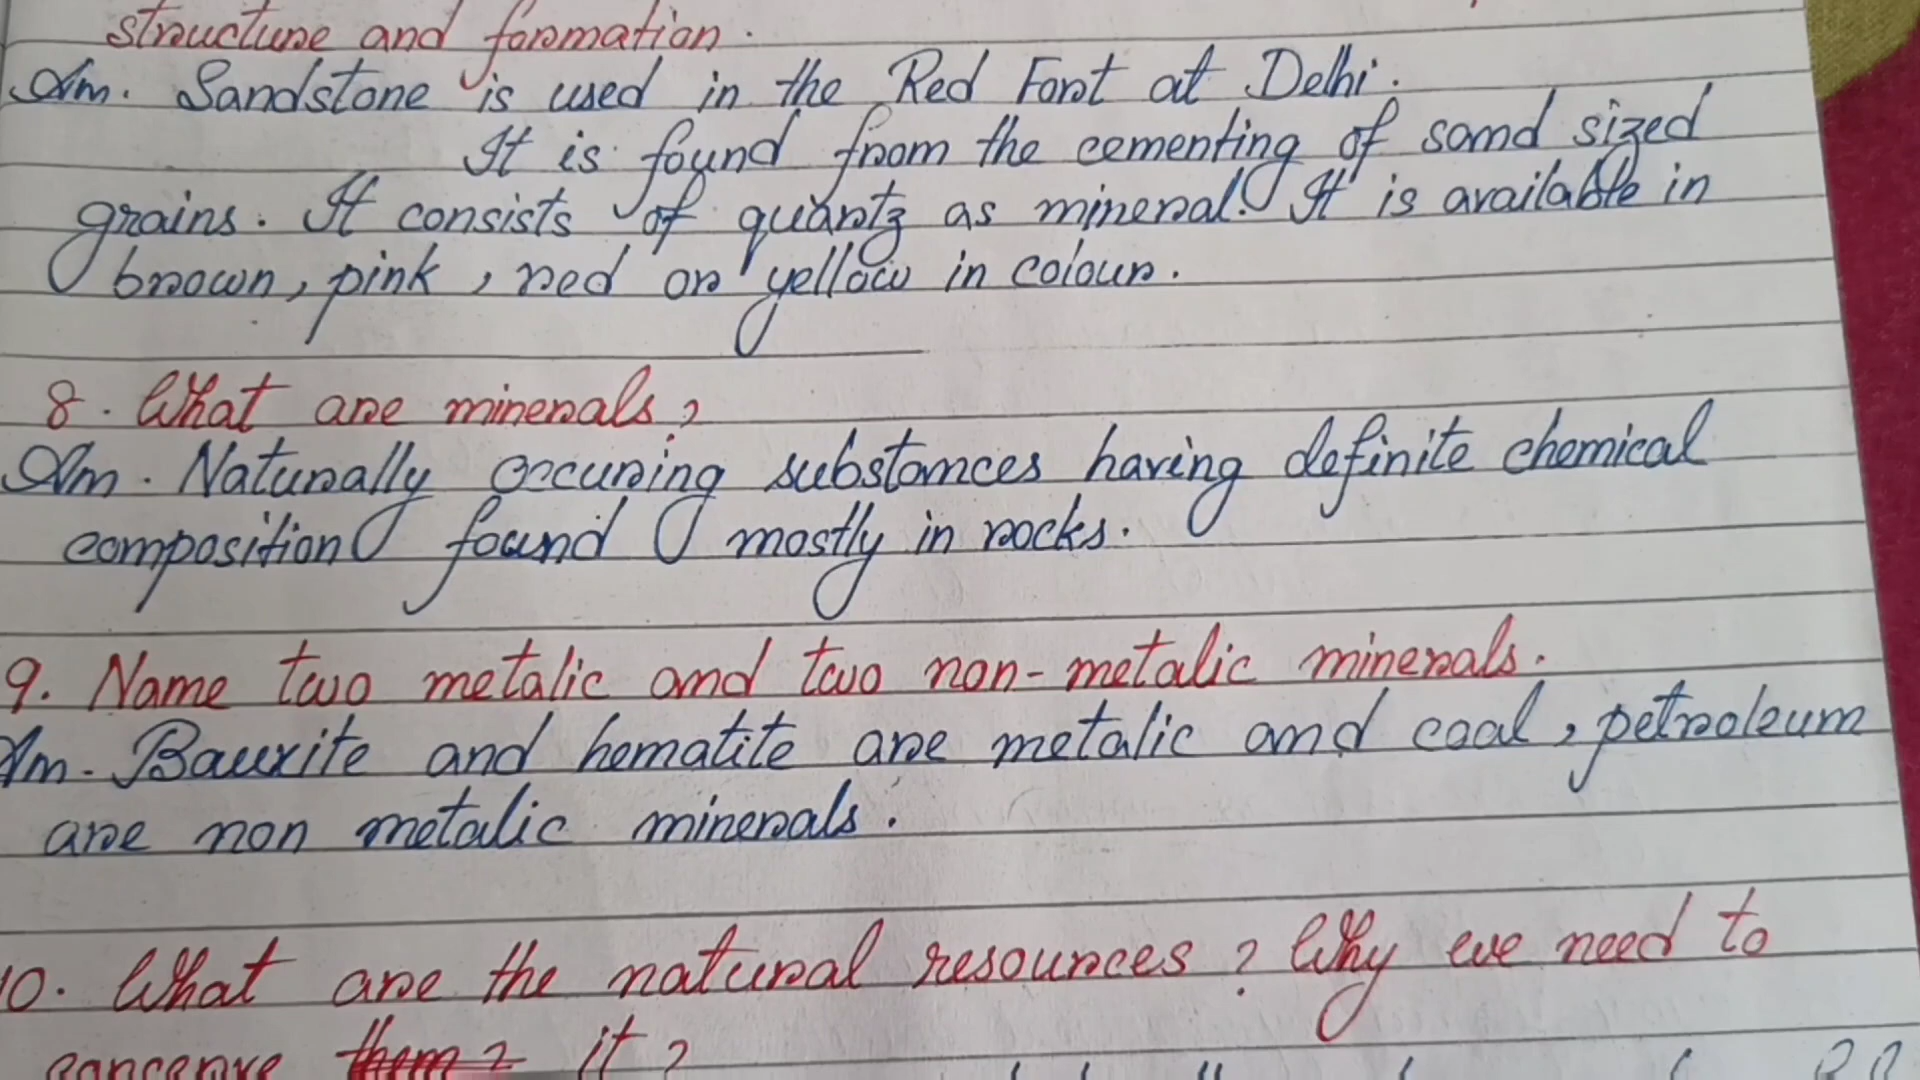 structure and formation.
Ans. Sandstone is used in the Red Fort at Delhi.
It is found from the cementing of sand sized
grains. It consists of quartz as mineral. It is available in
brown, pink, red or yellow in colour.
8. What are minerals?
Ans. Naturally occuring substances having definite chemical
composition found mostly in rocks.
9. Name two metalic and two non-metalic minerals.
Ans. Bauxite and hematite are metalic and coal, petroleum
are non metalic minerals.
10. What are the natural resources? Why we need to
concerve them? it?